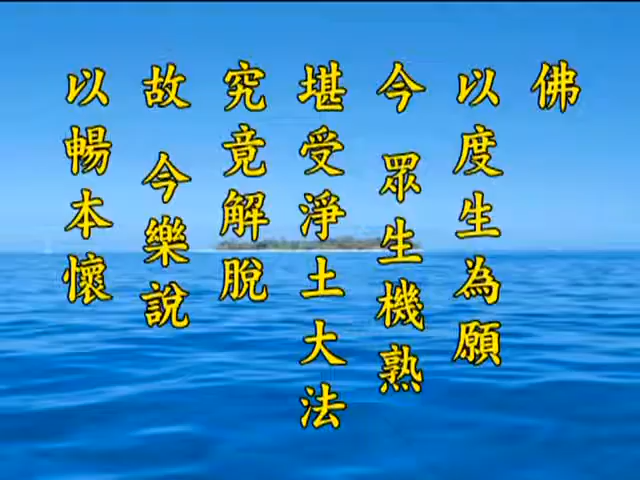 佛
以度生為願
今 眾生機熟
堪受淨土大法
究竟解脫
故 今樂說
以暢本懷